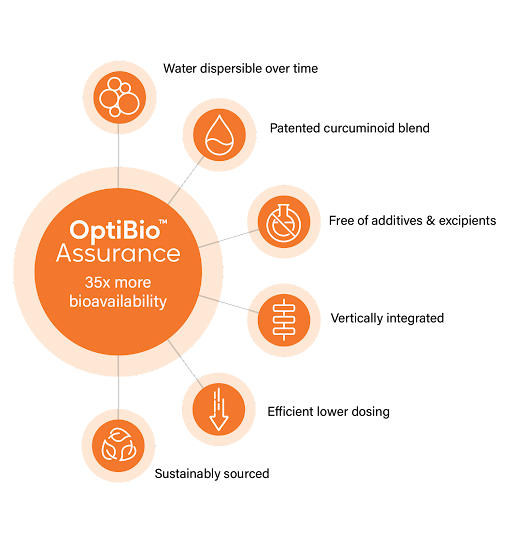 Water dispersible over time
Patented curcuminoid blend
Free of additives & excipients
OptiBio™
Assurance
35x more
bioavailability
Vertically integrated
Efficient lower dosing
Sustainably sourced